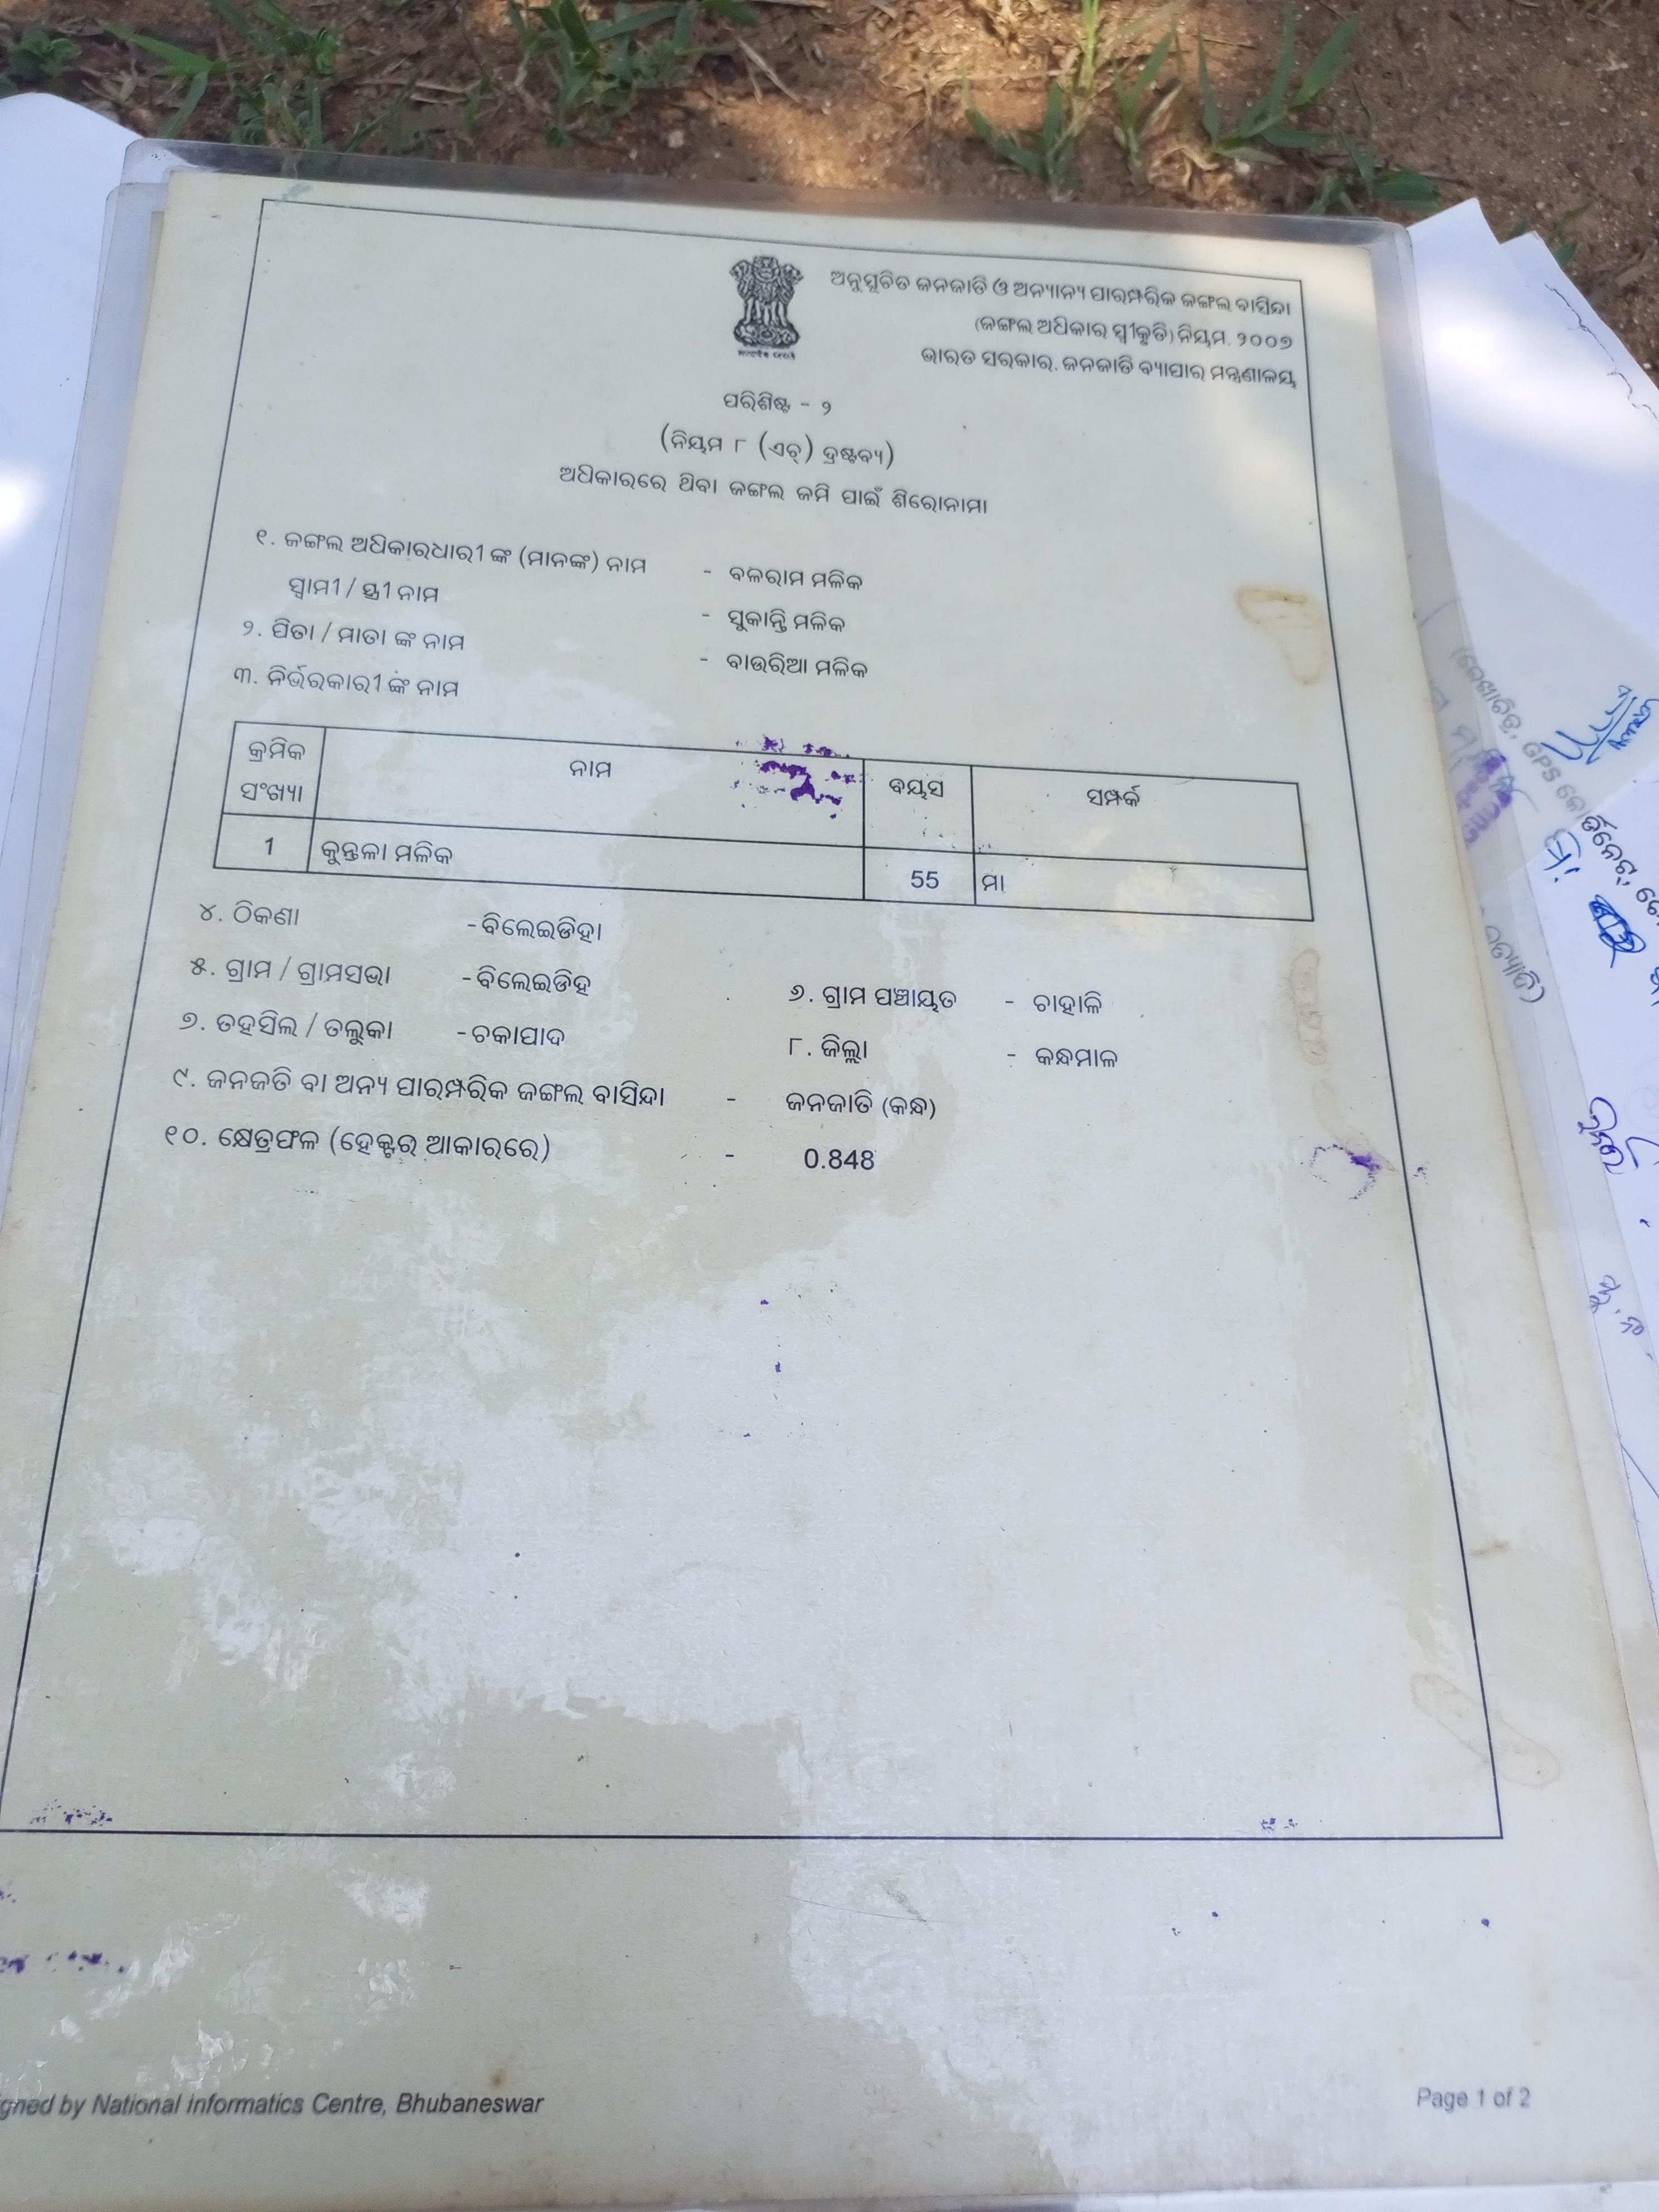 ଅନୁସୂଚିତ ଜନଜାତି ଓ ଅନ୍ୟାନ୍ୟ ପାରମ୍ପରିକ ଜଙ୍ଗଲ ବାସିନ୍ଦା
(ଜଙ୍ଗଲ ଅଧିକାର ସ୍ୱୀକୃତି) ନିୟମ, ୨୦୦୭
ଭାରତ ସରକାର, ଜନଜାତି ବ୍ୟାପାର ମନ୍ତ୍ରଣାଳୟ
ପରିଶିଷ୍ଟ - ୨
(ନିୟମ ୮ (ଏଚ୍) ଦ୍ରଷ୍ଟବ୍ୟ)
ଅଧିକାରରେ ଥିବା ଜଙ୍ଗଲ ଜମି ପାଇଁ ଶିରୋନାମା
୧. ଜଙ୍ଗଲ ଅଧିକାରଧାରୀ ଙ୍କ (ମାନଙ୍କ) ନାମ - ବଳରାମ ମଳିକ
ସ୍ୱାମୀ / ସ୍ତ୍ରୀ ନାମ - ସୁକାନ୍ତି ମଳିକ
୨. ପିତା / ମାତା ଙ୍କ ନାମ - ବାଉରିଆ ମଳିକ
୩. ନିର୍ଭରକାରୀ ଙ୍କ ନାମ
କ୍ରମିକ ସଂଖ୍ୟା ନାମ ବୟସ ସମ୍ପର୍କ
1 କୁନ୍ତଳା ମଳିକ 55 ମା
୪. ଠିକଣା - ବିଲେଇଡିହା
୫. ଗ୍ରାମ / ଗ୍ରାମସଭା - ବିଲେଇଡିହ ୬. ଗ୍ରାମ ପଞ୍ଚାୟତ - ଚାହାଳି
୭. ତହସିଲ / ତଲୁକା - ଚକାପାଦ ୮. ଜିଲ୍ଲା - କନ୍ଧମାଳ
୯. ଜନଜତି ବା ଅନ୍ୟ ପାରମ୍ପରିକ ଜଙ୍ଗଲ ବାସିନ୍ଦା - ଜନଜାତି (କନ୍ଧ)
୧୦. କ୍ଷେତ୍ରଫଳ (ହେକ୍ଟର ଆକାରରେ) - 0.848
gned by National informatics Centre, Bhubaneswar
Page 1 of 2